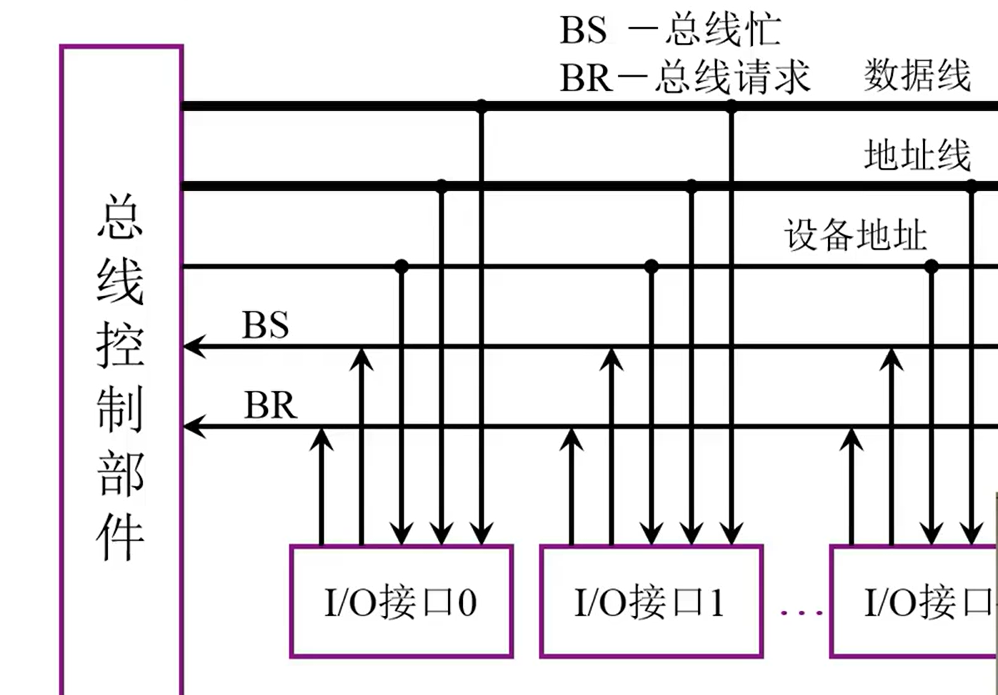 BS －总线忙
BR－总线请求
数据线
地址线
设备地址
总线控制部件
BS
BR
I/O接口0
I/O接口1
…
I/O接口